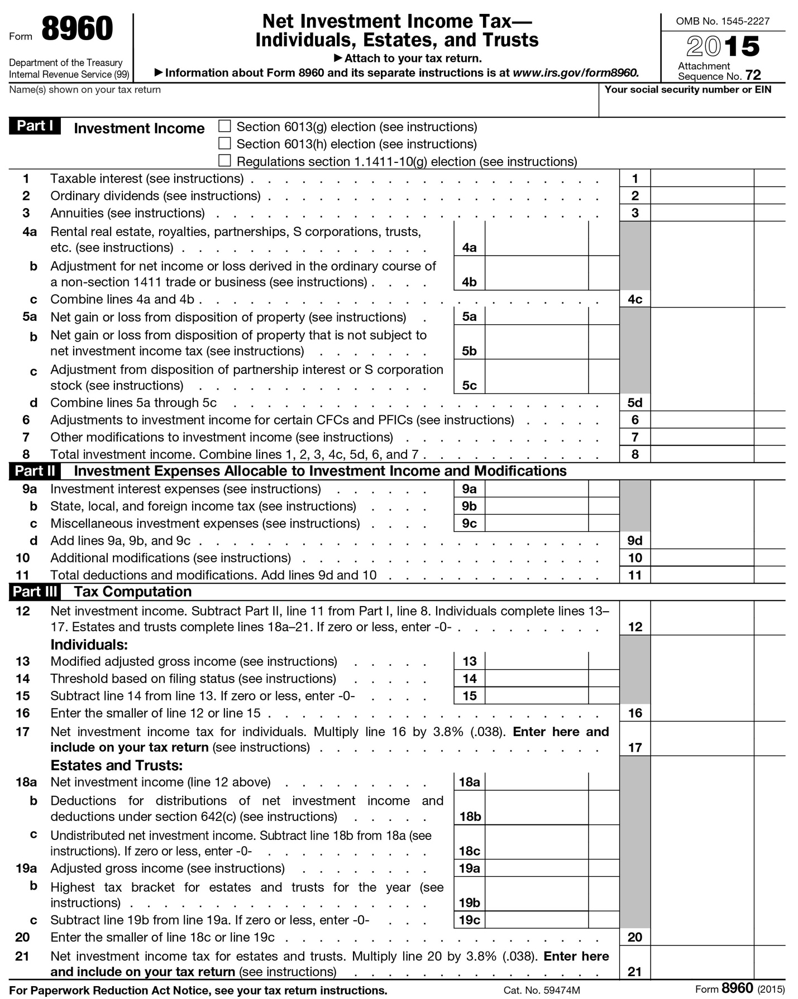 Form 8960
Department of the Treasury
Internal Revenue Service (99)
Net Investment Income Tax—
Individuals, Estates, and Trusts
▶ Attach to your tax return.
▶ Information about Form 8960 and its separate instructions is at www.irs.gov/form8960.
OMB No. 1545-2227
2015
Attachment
Sequence No. 72
Name(s) shown on your tax return
Your social security number or EIN
Part I Investment Income
Section 6013(g) election (see instructions)
Section 6013(h) election (see instructions)
Regulations section 1.1411-10(g) election (see instructions)
1 Taxable interest (see instructions) . . . . . . . . . . . . . . . . . . . . . 1
2 Ordinary dividends (see instructions) . . . . . . . . . . . . . . . . . . . . 2
3 Annuities (see instructions) . . . . . . . . . . . . . . . . . . . . . . . 3
4a Rental real estate, royalties, partnerships, S corporations, trusts,
etc. (see instructions) . . . . . . . . . . . . . . . 4a
b Adjustment for net income or loss derived in the ordinary course of
a non-section 1411 trade or business (see instructions) . . . . 4b
c Combine lines 4a and 4b . . . . . . . . . . . . . . . . . . . . . . . . 4c
5a Net gain or loss from disposition of property (see instructions) . 5a
b Net gain or loss from disposition of property that is not subject to
net investment income tax (see instructions) . . . . . . . 5b
c Adjustment from disposition of partnership interest or S corporation
stock (see instructions) . . . . . . . . . . . . . . 5c
d Combine lines 5a through 5c . . . . . . . . . . . . . . . . . . . . . . 5d
6 Adjustments to investment income for certain CFCs and PFICs (see instructions) . . . . . 6
7 Other modifications to investment income (see instructions) . . . . . . . . . . . . 7
8 Total investment income. Combine lines 1, 2, 3, 4c, 5d, 6, and 7 . . . . . . . . . . . 8
Part II Investment Expenses Allocable to Investment Income and Modifications
9a Investment interest expenses (see instructions) . . . . . . 9a
b State, local, and foreign income tax (see instructions) . . . . 9b
c Miscellaneous investment expenses (see instructions) . . . . 9c
d Add lines 9a, 9b, and 9c . . . . . . . . . . . . . . . . . . . . . . . . 9d
10 Additional modifications (see instructions) . . . . . . . . . . . . . . . . . . 10
11 Total deductions and modifications. Add lines 9d and 10 . . . . . . . . . . . . . 11
Part III Tax Computation
12 Net investment income. Subtract Part II, line 11 from Part I, line 8. Individuals complete lines 13–
17. Estates and trusts complete lines 18a–21. If zero or less, enter -0- . . . . . . . . . 12
Individuals:
13 Modified adjusted gross income (see instructions) . . . . . 13
14 Threshold based on filing status (see instructions) . . . . . 14
15 Subtract line 14 from line 13. If zero or less, enter -0- . . . . 15
16 Enter the smaller of line 12 or line 15 . . . . . . . . . . . . . . . . . . . . 16
17 Net investment income tax for individuals. Multiply line 16 by 3.8% (.038). Enter here and
include on your tax return (see instructions) . . . . . . . . . . . . . . . . . 17
Estates and Trusts:
18a Net investment income (line 12 above) . . . . . . . . . 18a
b Deductions for distributions of net investment income and
deductions under section 642(c) (see instructions) . . . . . 18b
c Undistributed net investment income. Subtract line 18b from 18a (see
instructions). If zero or less, enter -0- . . . . . . . . . . 18c
19a Adjusted gross income (see instructions) . . . . . . . . 19a
b Highest tax bracket for estates and trusts for the year (see
instructions) . . . . . . . . . . . . . . . . . . 19b
c Subtract line 19b from line 19a. If zero or less, enter -0- . . . 19c
20 Enter the smaller of line 18c or line 19c . . . . . . . . . . . . . . . . . . . 20
21 Net investment income tax for estates and trusts. Multiply line 20 by 3.8% (.038). Enter here
and include on your tax return (see instructions) . . . . . . . . . . . . . . . 21
For Paperwork Reduction Act Notice, see your tax return instructions. Cat. No. 59474M Form 8960 (2015)